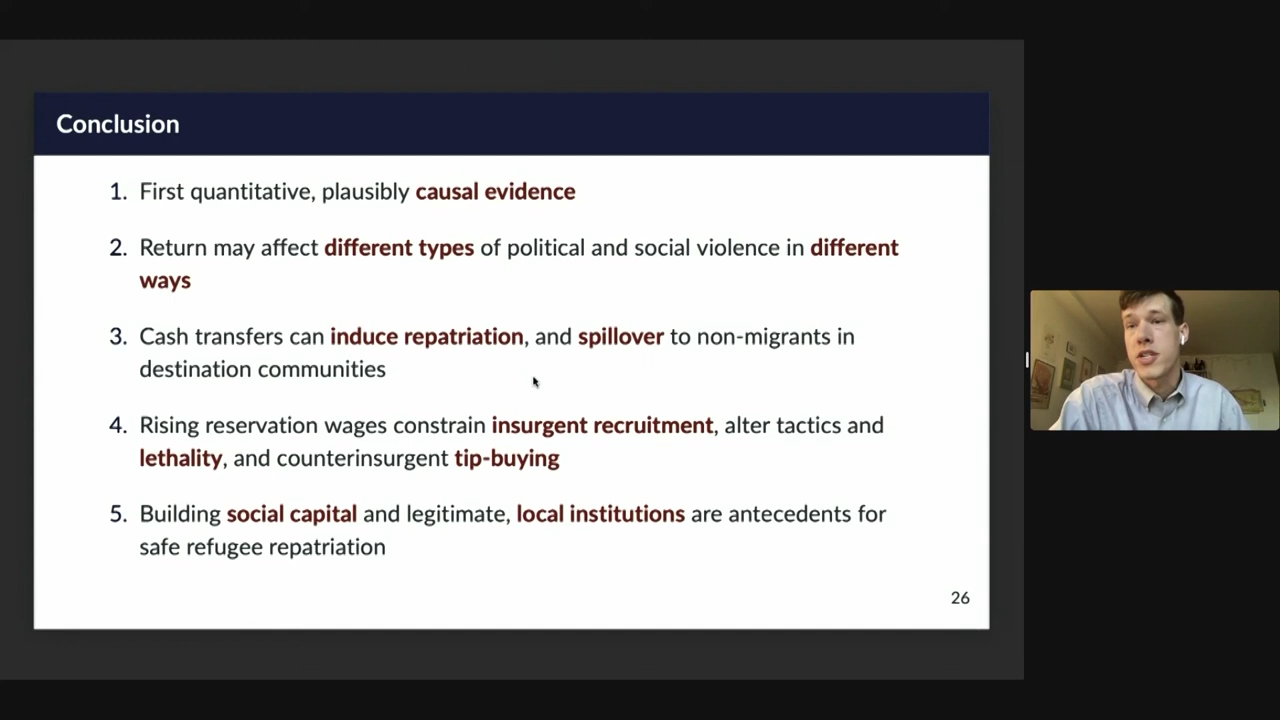 Conclusion
1. First quantitative, plausibly causal evidence
2. Return may affect different types of political and social violence in different
ways
3. Cash transfers can induce repatriation, and spillover to non-migrants in
destination communities
4. Rising reservation wages constrain insurgent recruitment, alter tactics and
lethality, and counterinsurgent tip-buying
5. Building social capital and legitimate, local institutions are antecedents for
safe refugee repatriation
26